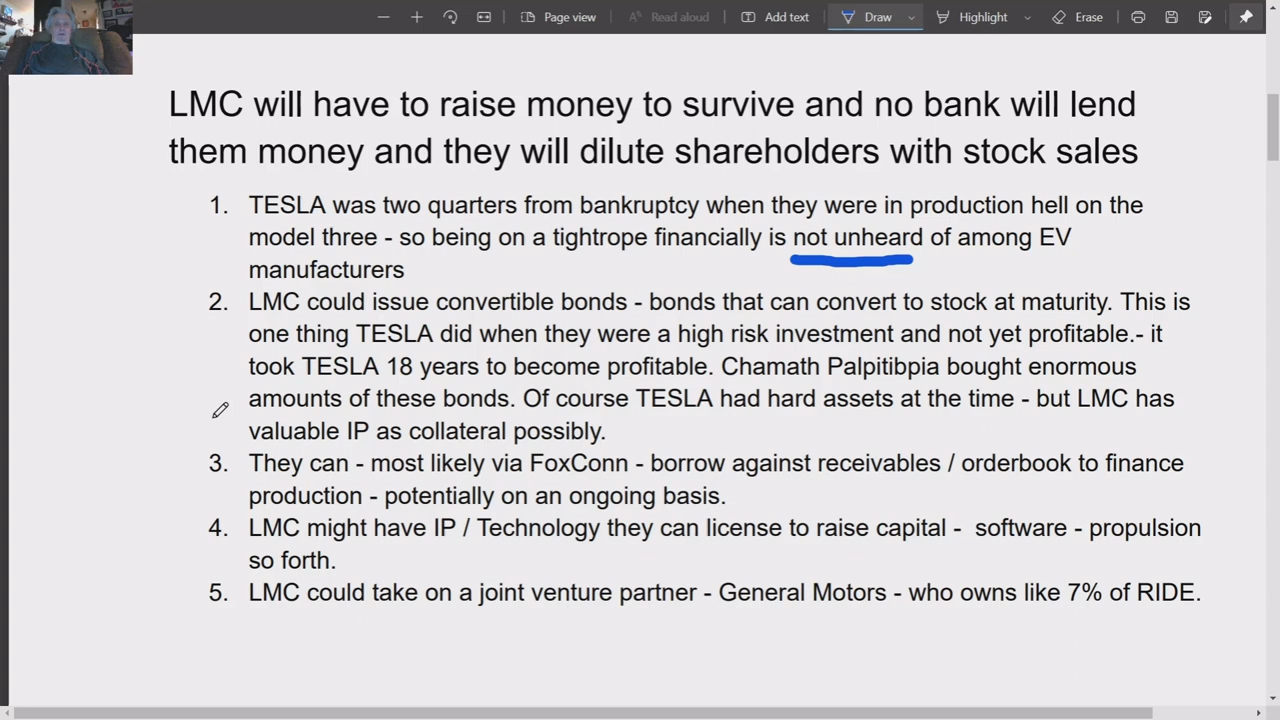 Page view
Read aloud
Add text
Draw
Highlight
Erase
LMC will have to raise money to survive and no bank will lend
them money and they will dilute shareholders with stock sales
1. TESLA was two quarters from bankruptcy when they were in production hell on the
model three - so being on a tightrope financially is not unheard of among EV
manufacturers
2. LMC could issue convertible bonds - bonds that can convert to stock at maturity. This is
one thing TESLA did when they were a high risk investment and not yet profitable.- it
took TESLA 18 years to become profitable. Chamath Palpitibpia bought enormous
amounts of these bonds. Of course TESLA had hard assets at the time - but LMC has
valuable IP as collateral possibly.
3. They can - most likely via FoxConn - borrow against receivables / orderbook to finance
production - potentially on an ongoing basis.
4. LMC might have IP / Technology they can license to raise capital -  software - propulsion
so forth.
5. LMC could take on a joint venture partner - General Motors - who owns like 7% of RIDE.